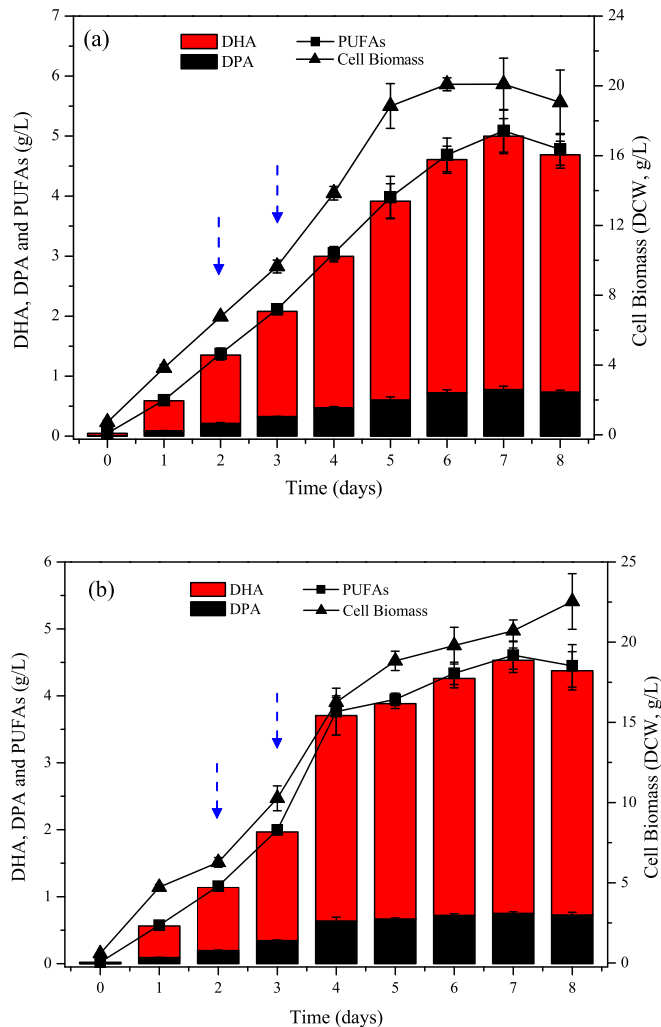 (a)
DHA
DPA
PUFAs
Cell Biomass
DHA, DPA and PUFAs (g/L)
7
6
5
4
3
2
1
0
24
20
16
12
8
4
0
Cell Biomass (DCW, g/L)
0 1 2 3 4 5 6 7 8
Time (days)
(b)
DHA
DPA
PUFAs
Cell Biomass
DHA, DPA and PUFAs (g/L)
6
5
4
3
2
1
0
25
20
15
10
5
0
Cell Biomass (DCW, g/L)
0 1 2 3 4 5 6 7 8
Time (days)